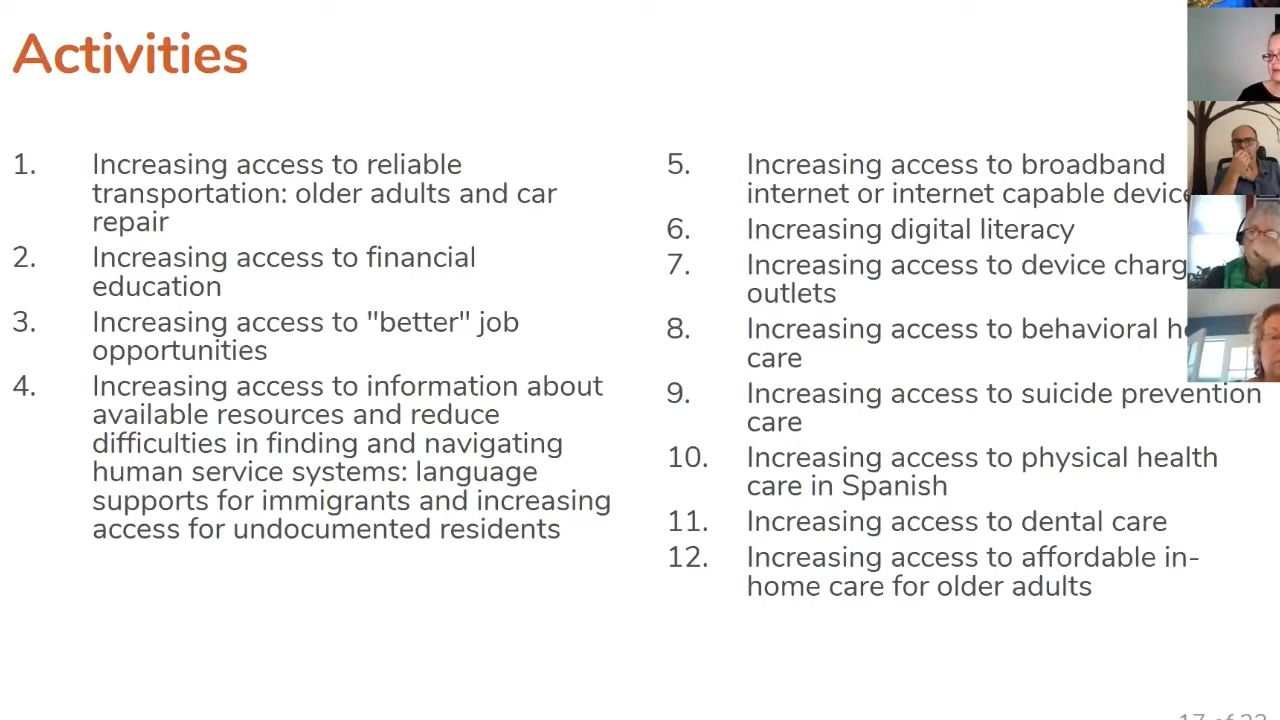 Activities
1. Increasing access to reliable
transportation: older adults and car
repair
2. Increasing access to financial
education
3. Increasing access to "better" job
opportunities
4. Increasing access to information about
available resources and reduce
difficulties in finding and navigating
human service systems: language
supports for immigrants and increasing
access for undocumented residents
5. Increasing access to broadband
internet or internet capable device
6. Increasing digital literacy
7. Increasing access to device charg
outlets
8. Increasing access to behavioral he
care
9. Increasing access to suicide prevention
care
10. Increasing access to physical health
care in Spanish
11. Increasing access to dental care
12. Increasing access to affordable in-
home care for older adults